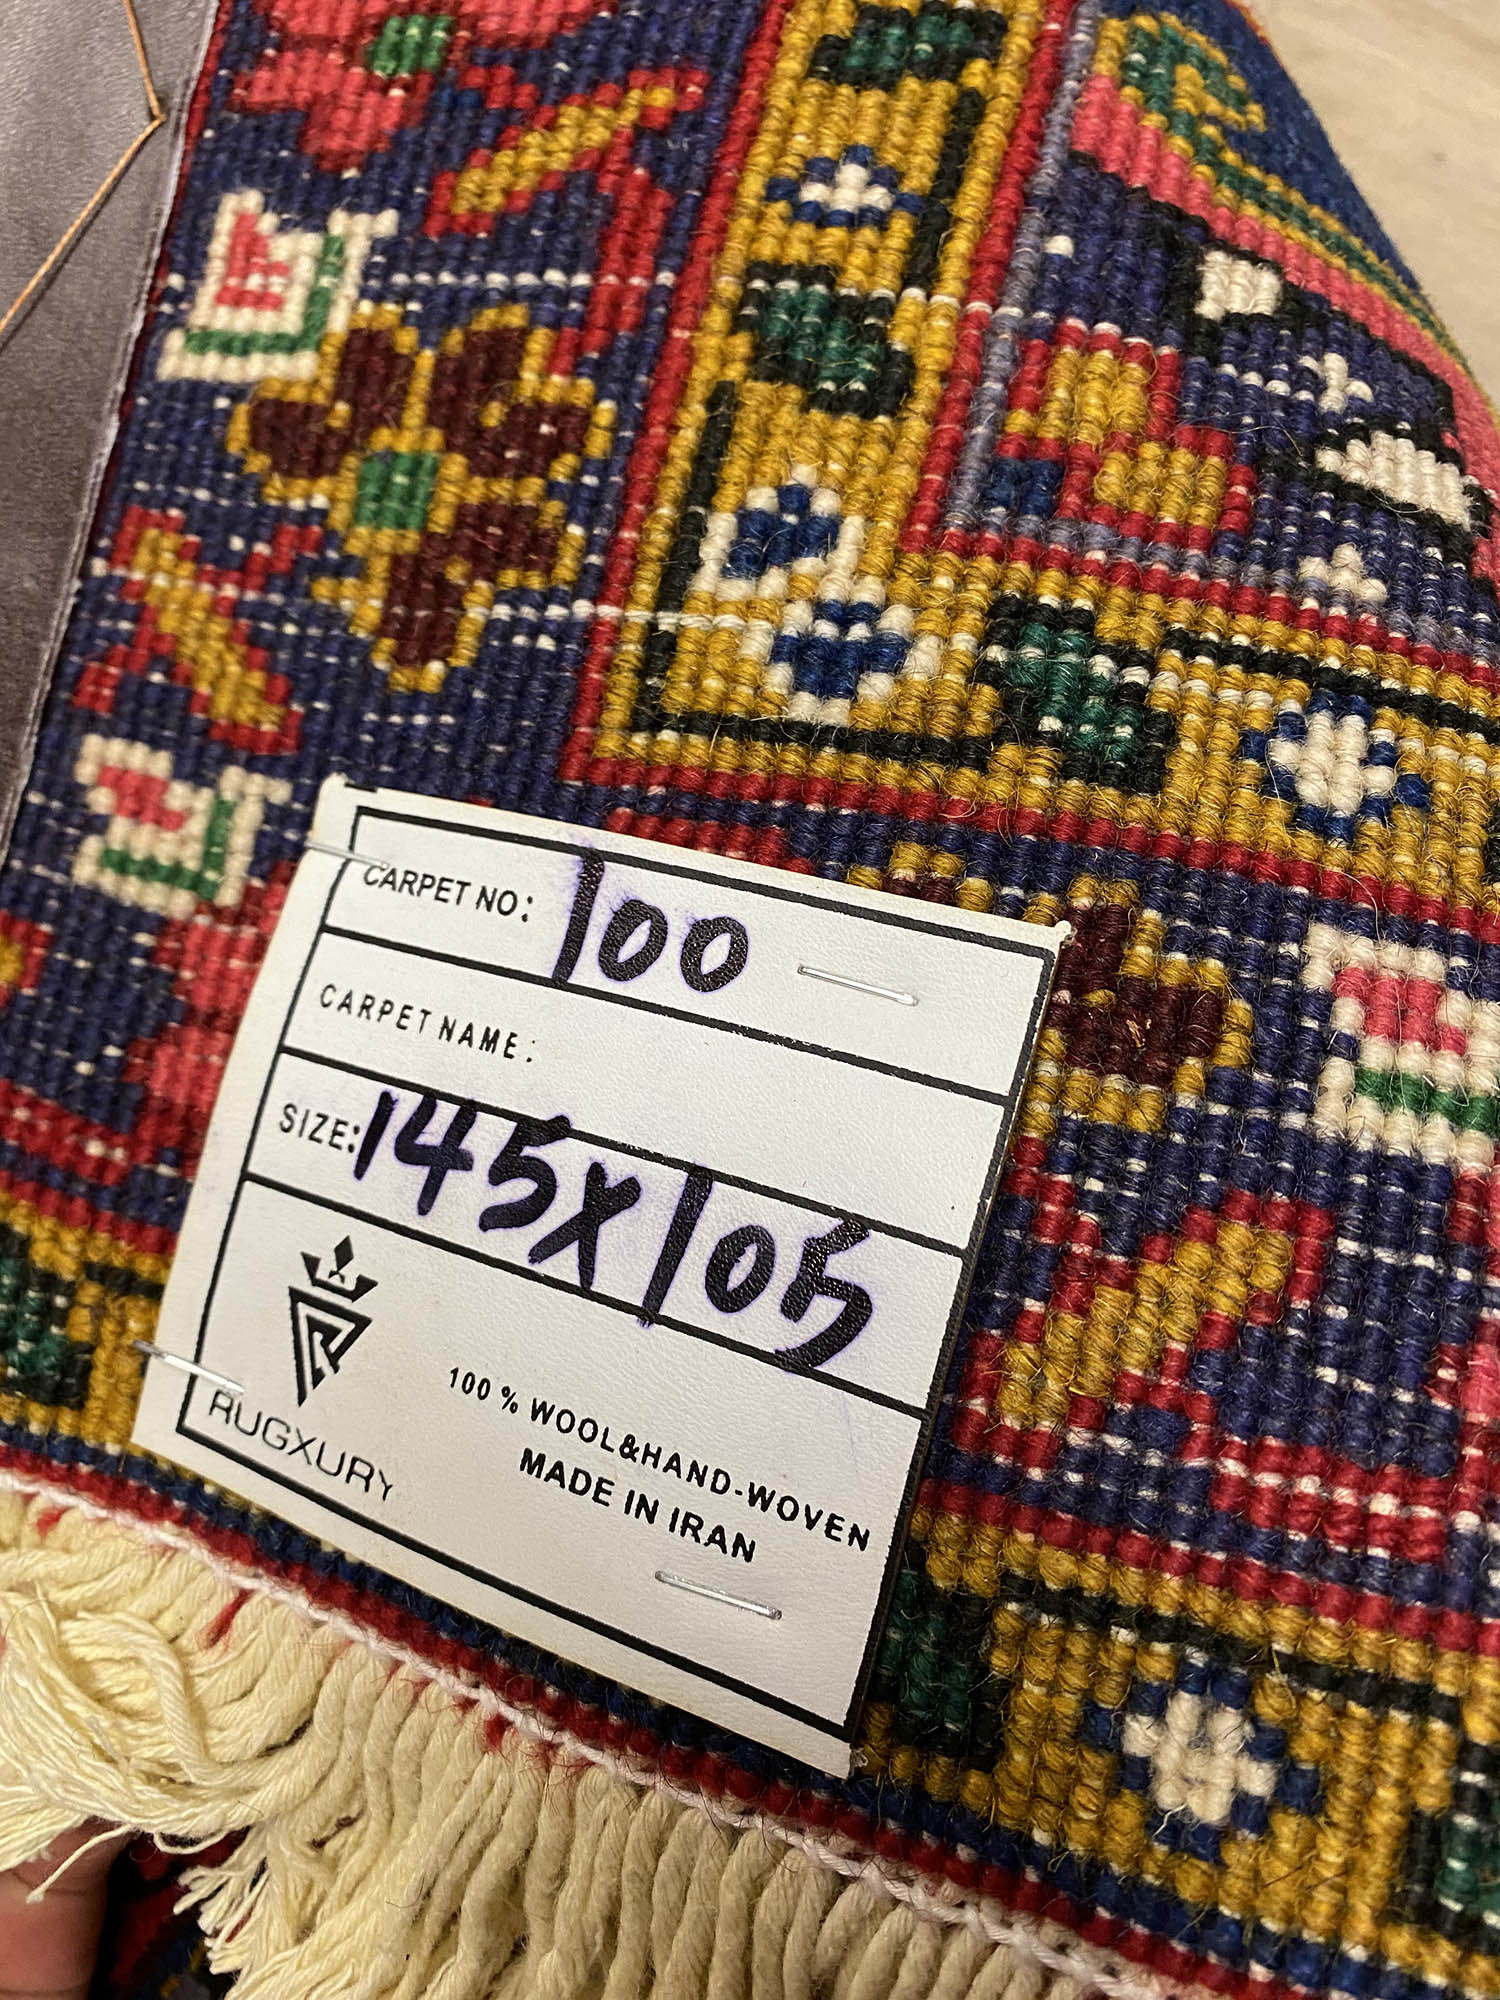 CARPET NO: 100
CARPET NAME:
SIZE: 145x105
RUGXURY
100 % WOOL&HAND-WOVEN
MADE IN IRAN